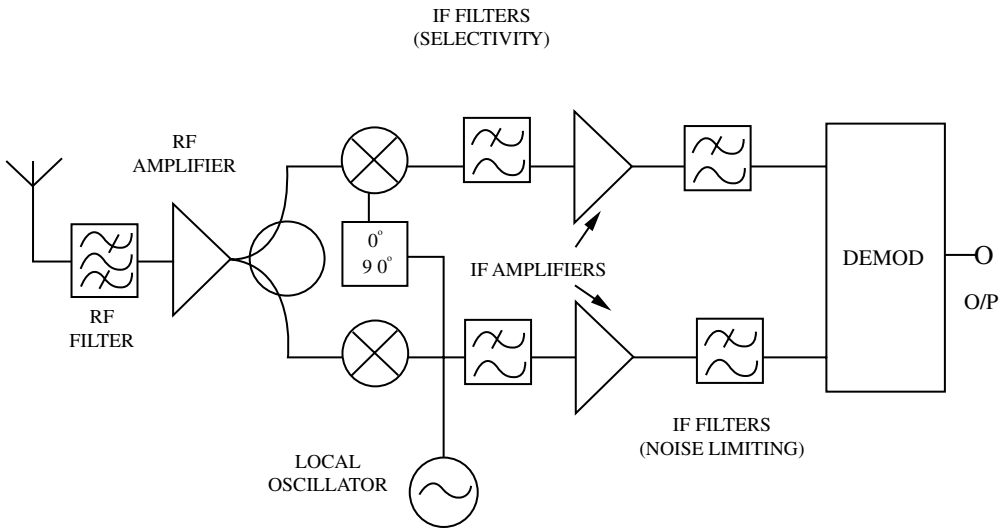 IF FILTERS
(SELECTIVITY)
RF
AMPLIFIER
0°
90°
IF AMPLIFIERS
DEMOD
O/P
RF
FILTER
IF FILTERS
(NOISE LIMITING)
LOCAL
OSCILLATOR